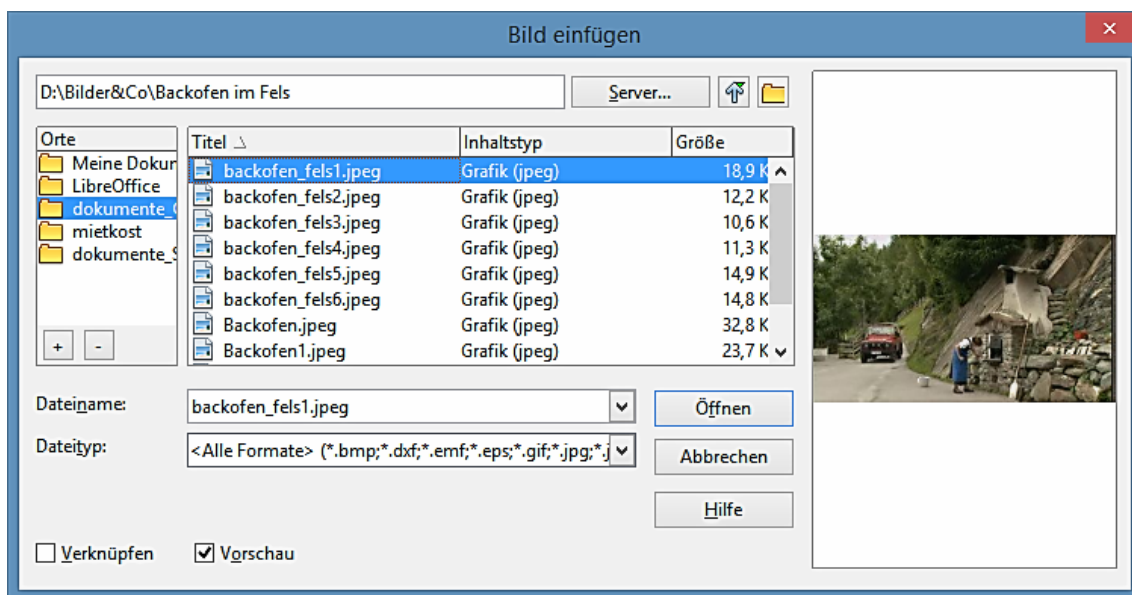 Bild einfügen
D:\Bilder&Co\Backofen im Fels
Server...
Orte
Meine Dokur
LibreOffice
dokumente_
mietkost
dokumente_S
+ -
Titel Inhaltstyp Größe
backofen_fels1.jpeg Grafik (jpeg) 18,9 K
backofen_fels2.jpeg Grafik (jpeg) 12,2 K
backofen_fels3.jpeg Grafik (jpeg) 10,6 K
backofen_fels4.jpeg Grafik (jpeg) 11,3 K
backofen_fels5.jpeg Grafik (jpeg) 14,9 K
backofen_fels6.jpeg Grafik (jpeg) 14,8 K
Backofen.jpeg Grafik (jpeg) 32,8 K
Backofen1.jpeg Grafik (jpeg) 23,7 K
Dateiname: backofen_fels1.jpeg Öffnen
Dateityp: <Alle Formate> (*.bmp;*.dxf;*.emf;*.eps;*.gif;*.jpg;*.j Abbrechen
Hilfe
Verknüpfen Vorschau